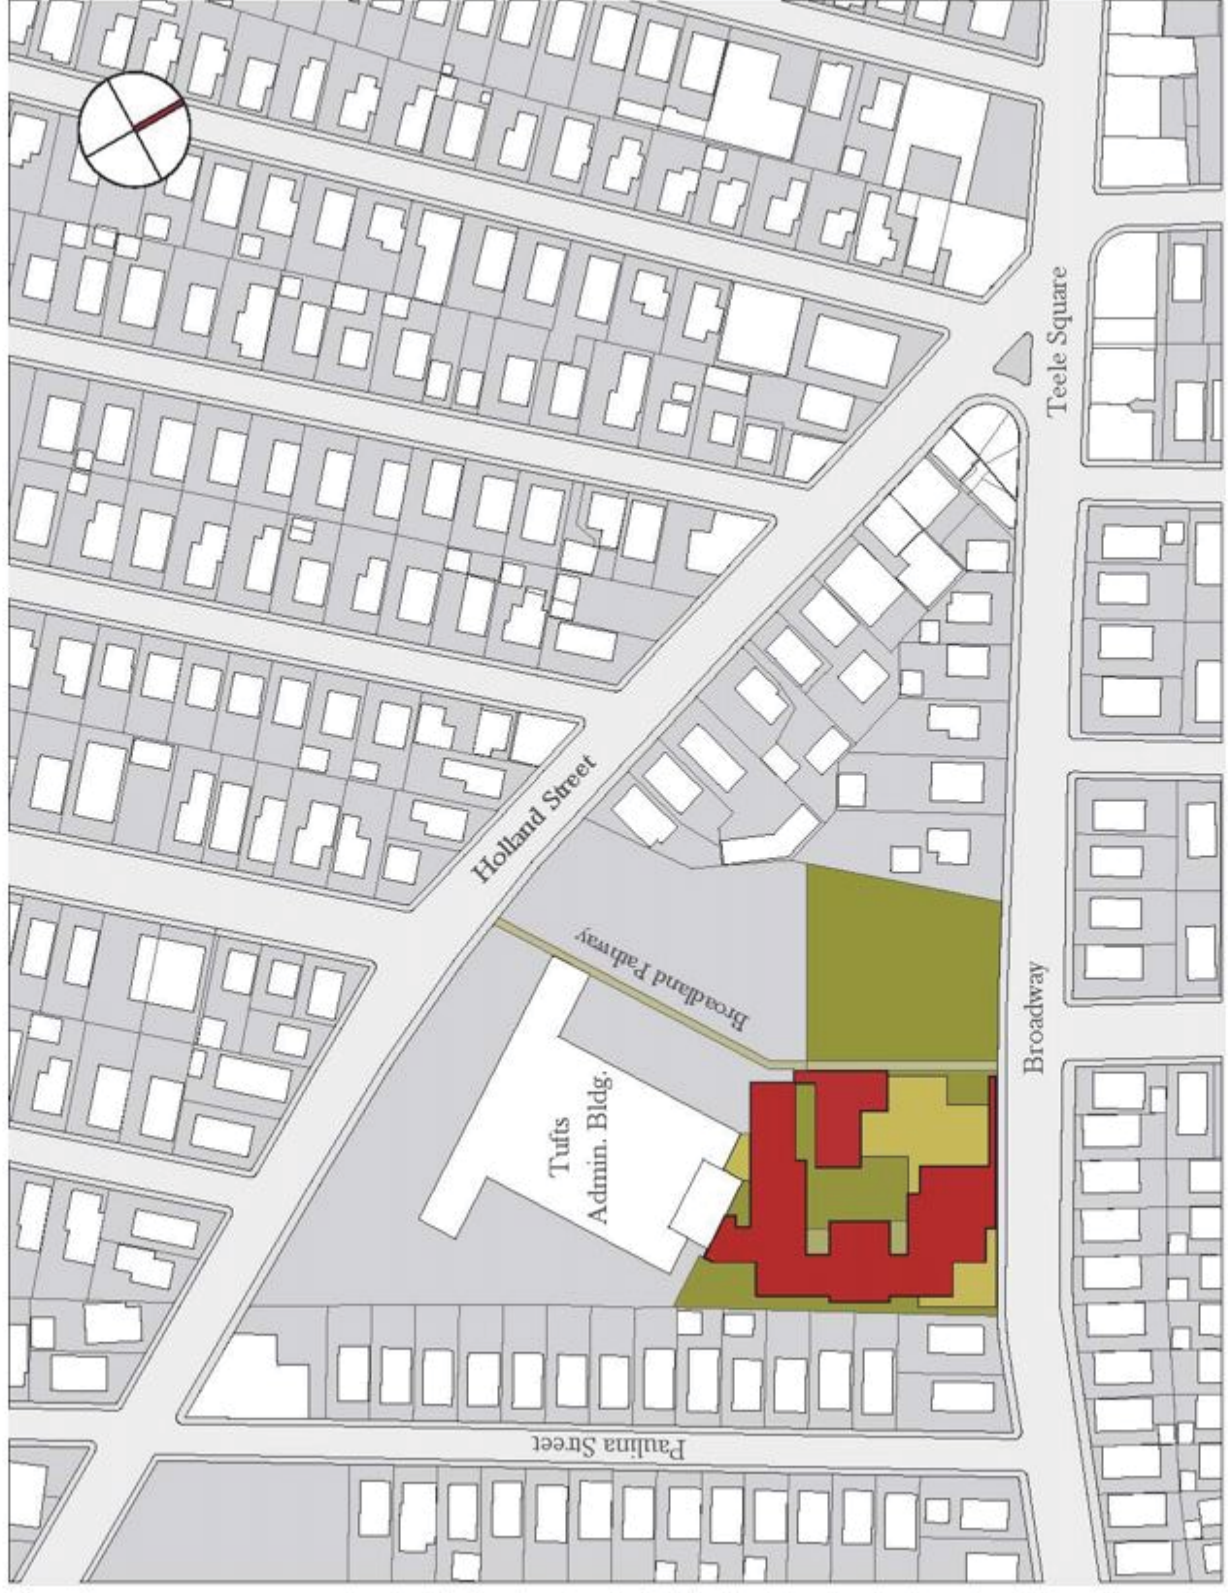 Teele Square
Holland Street
Broadland Pathway
Broadway
Tufts
Admin. Bldg.
Paulina Street